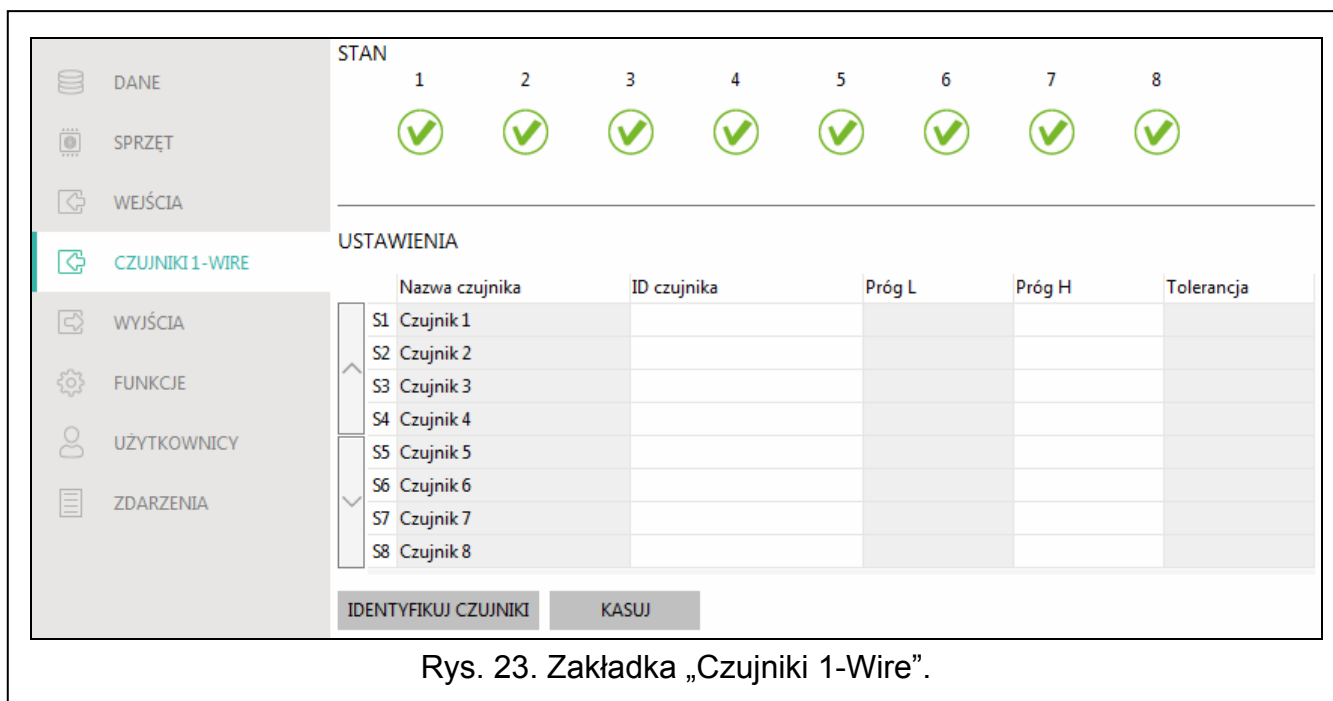 DANE
SPRZĘT
WEJŚCIA
CZUJNIKI 1-WIRE
WYJŚCIA
FUNKCJE
UŻYTKOWNICY
ZDARZENIA
STAN
1 2 3 4 5 6 7 8
USTAWIENIA
Nazwa czujnika ID czujnika Próg L Próg H Tolerancja
S1 Czujnik 1
S2 Czujnik 2
S3 Czujnik 3
S4 Czujnik 4
S5 Czujnik 5
S6 Czujnik 6
S7 Czujnik 7
S8 Czujnik 8
IDENTYFIKUJ CZUJNIKI KASUJ
Rys. 23. Zakładka „Czujniki 1-Wire”.